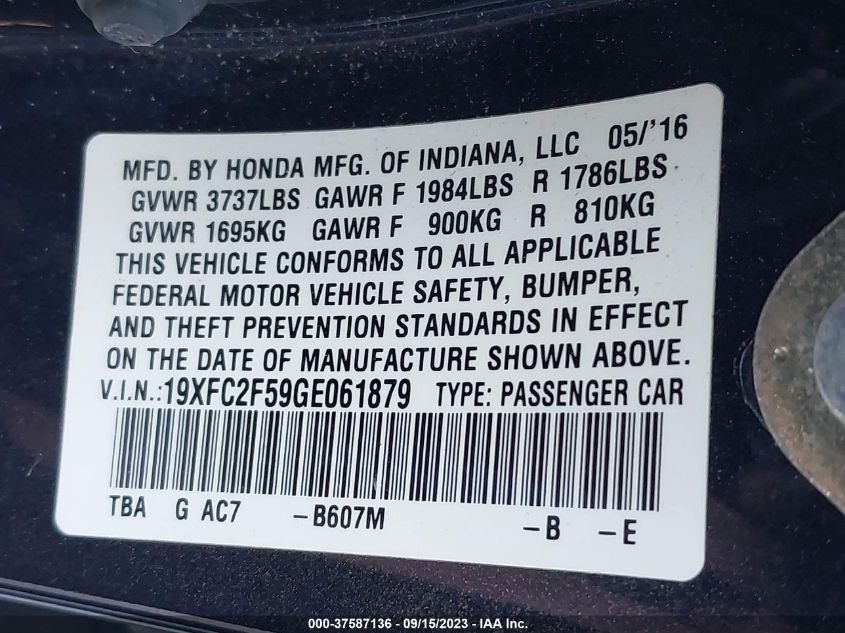 MFD. BY HONDA MFG. OF INDIANA, LLC 05/'16
GVWR 3737LBS GAWR F 1984LBS R 1786LBS
GVWR 1695KG GAWR F 900KG R 810KG
THIS VEHICLE CONFORMS TO ALL APPLICABLE
FEDERAL MOTOR VEHICLE SAFETY, BUMPER,
AND THEFT PREVENTION STANDARDS IN EFFECT
ON THE DATE OF MANUFACTURE SHOWN ABOVE.
V.I.N.:19XFC2F59GE061879 TYPE: PASSENGER CAR
TBA G AC7 -B607M -B -E
000-37587136 - 09/15/2023 - IAA Inc.